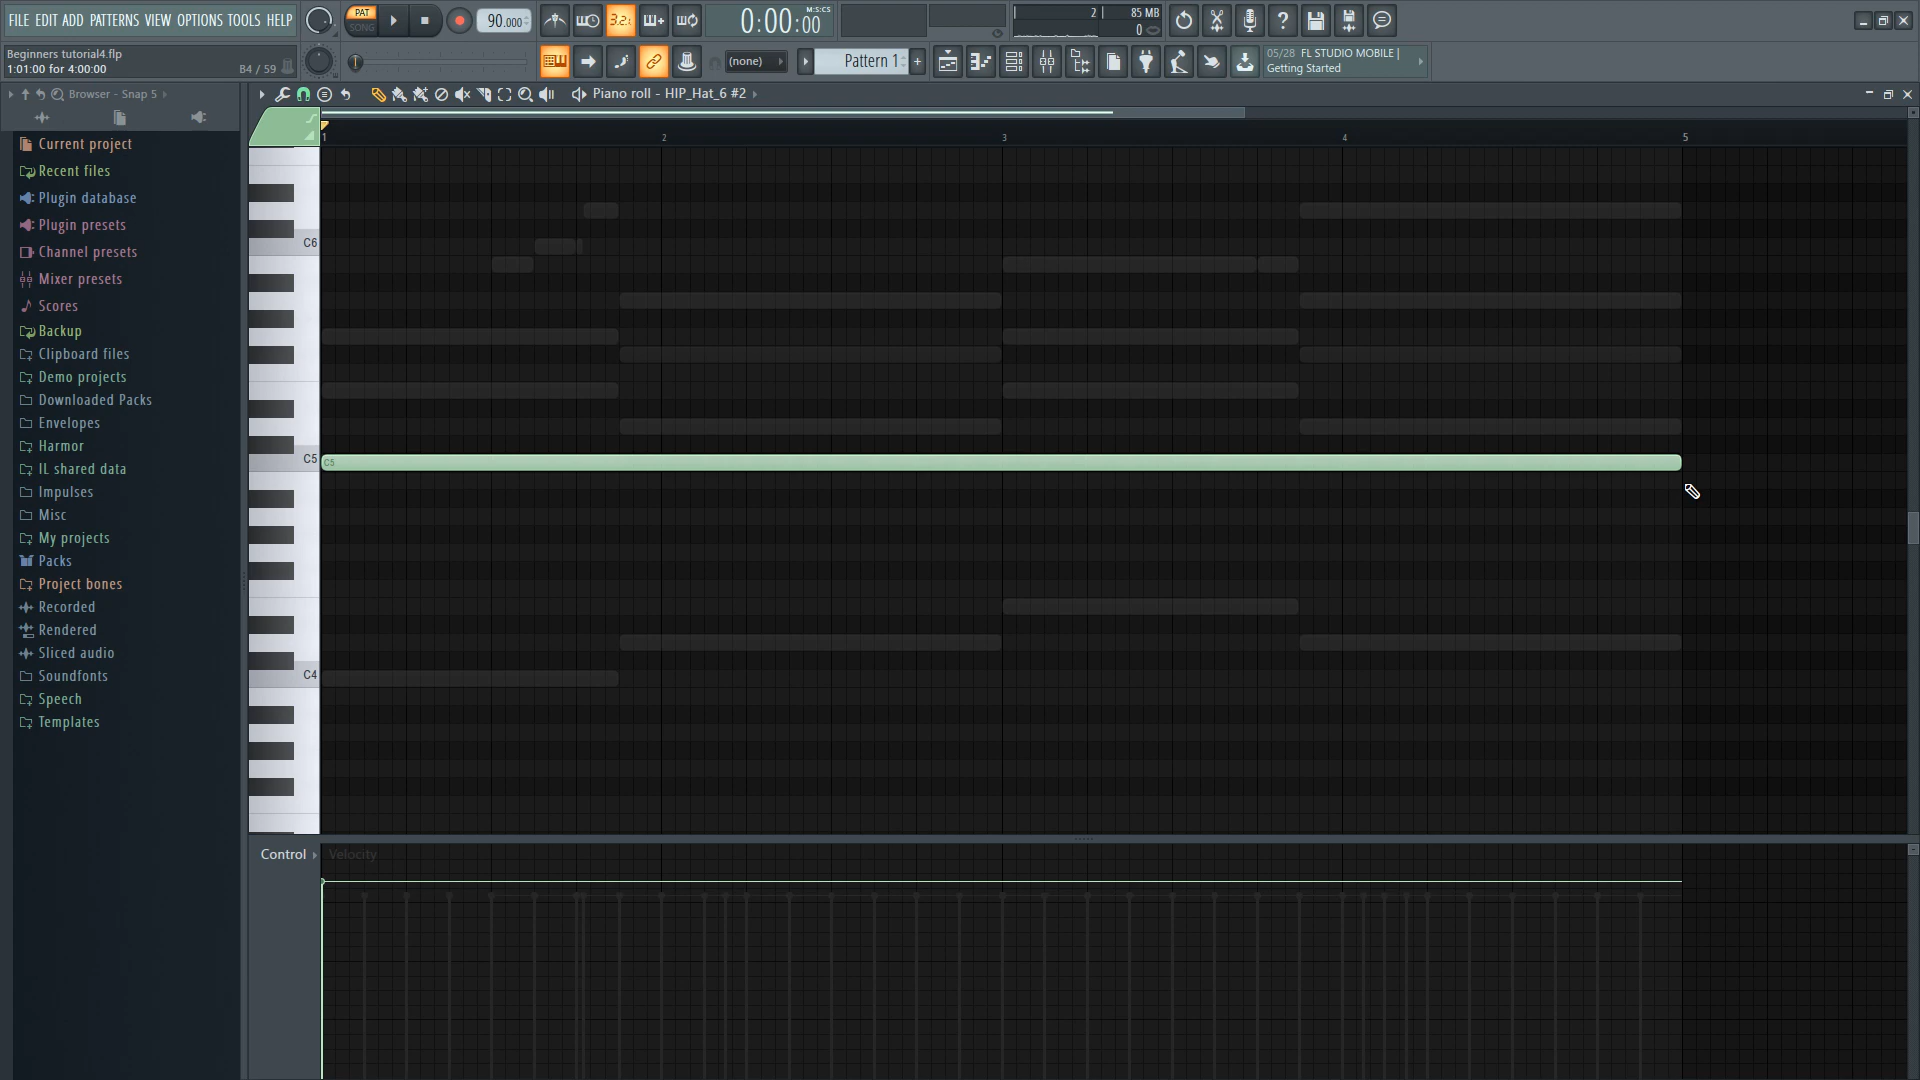 FILE EDIT ADD PATTERNS VIEW OPTIONS TOOLS HELP
PAT
SONG
90.000
3.2.
0:00:00
M:S:CS
2
85 MB
0
Beginners tutorial4.flp
1:01:00 for 4:00:00
B4 / 59
(none)
Pattern 1
+
05/28 FL STUDIO MOBILE |
Getting Started
Browser - Snap 5
Piano roll - HIP_Hat_6 #2
1
2
3
4
5
Current project
Recent files
Plugin database
Plugin presets
Channel presets
Mixer presets
Scores
Backup
Clipboard files
Demo projects
Downloaded Packs
Envelopes
Harmor
IL shared data
Impulses
Misc
My projects
Packs
Project bones
Recorded
Rendered
Sliced audio
Soundfonts
Speech
Templates
C6
C5
C5
C4
Control
Velocity